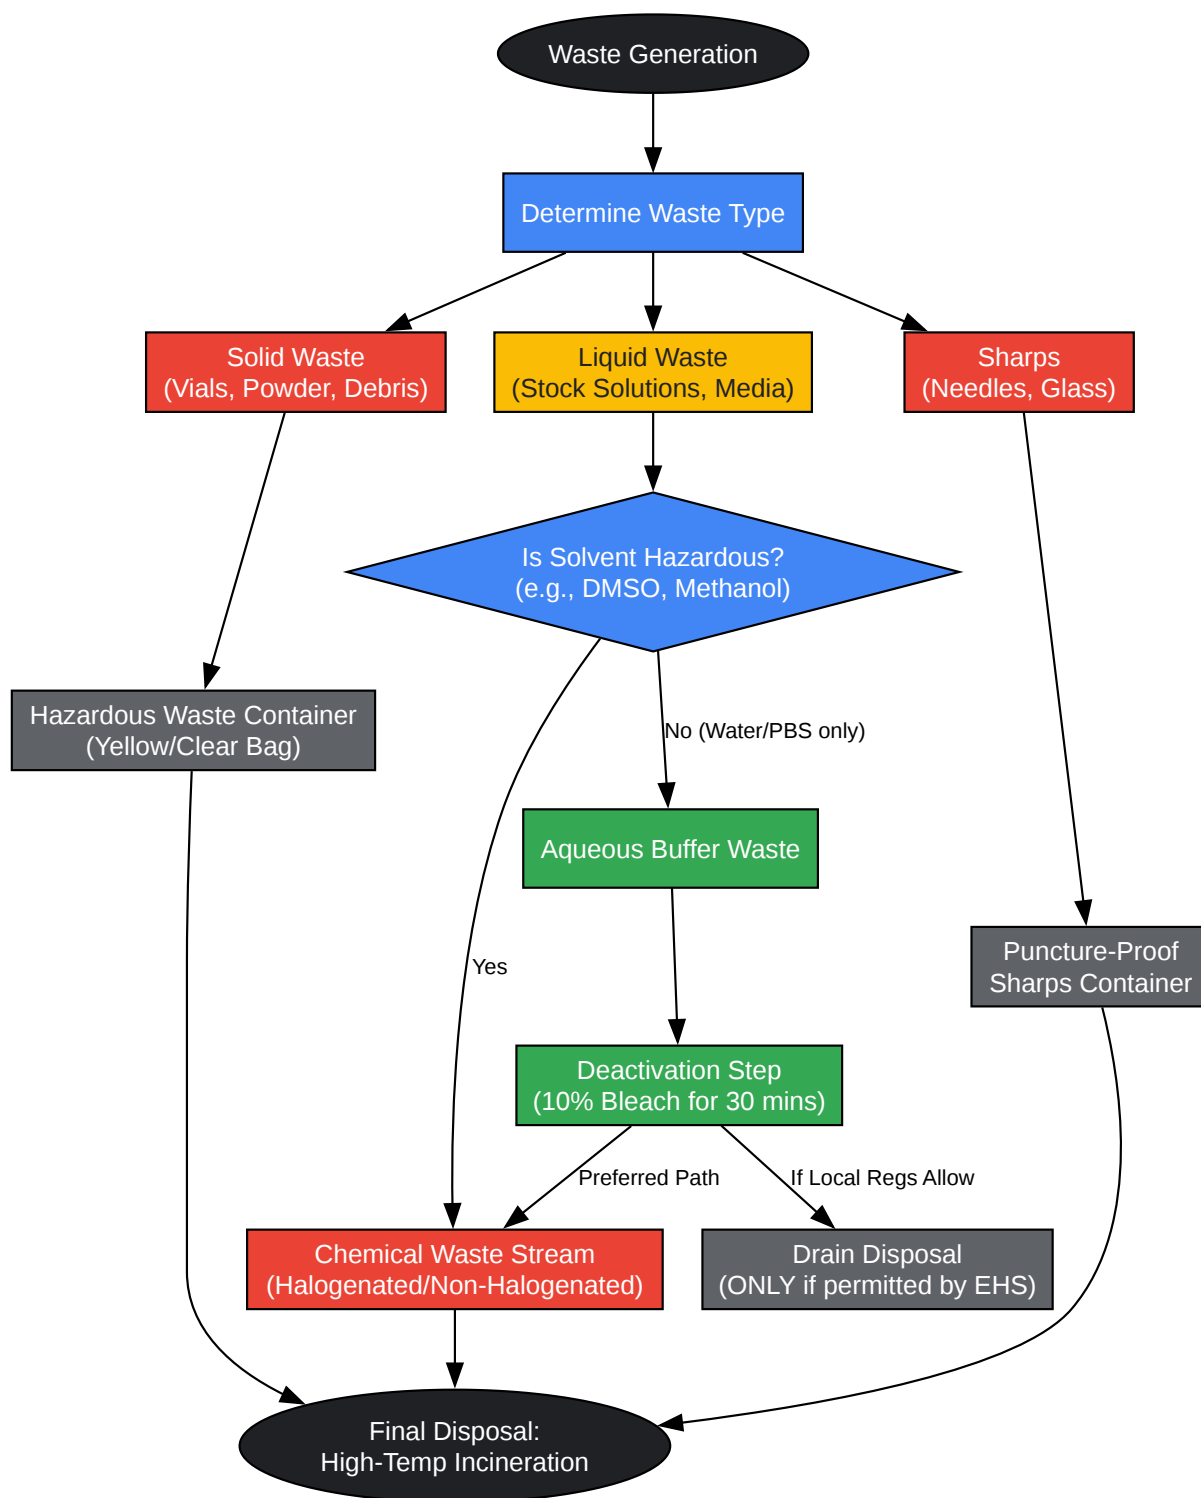 Waste Generation
Determine Waste Type
Solid Waste
(Vials, Powder, Debris)
Liquid Waste
(Stock Solutions, Media)
Sharps
(Needles, Glass)
Is Solvent Hazardous?
(e.g., DMSO, Methanol)
Hazardous Waste Container
(Yellow/Clear Bag)
No (Water/PBS only)
Aqueous Buffer Waste
Yes
Puncture-Proof
Sharps Container
Deactivation Step
(10% Bleach for 30 mins)
Preferred Path
If Local Regs Allow
Chemical Waste Stream
(Halogenated/Non-Halogenated)
Drain Disposal
(ONLY if permitted by EHS)
Final Disposal:
High-Temp Incineration